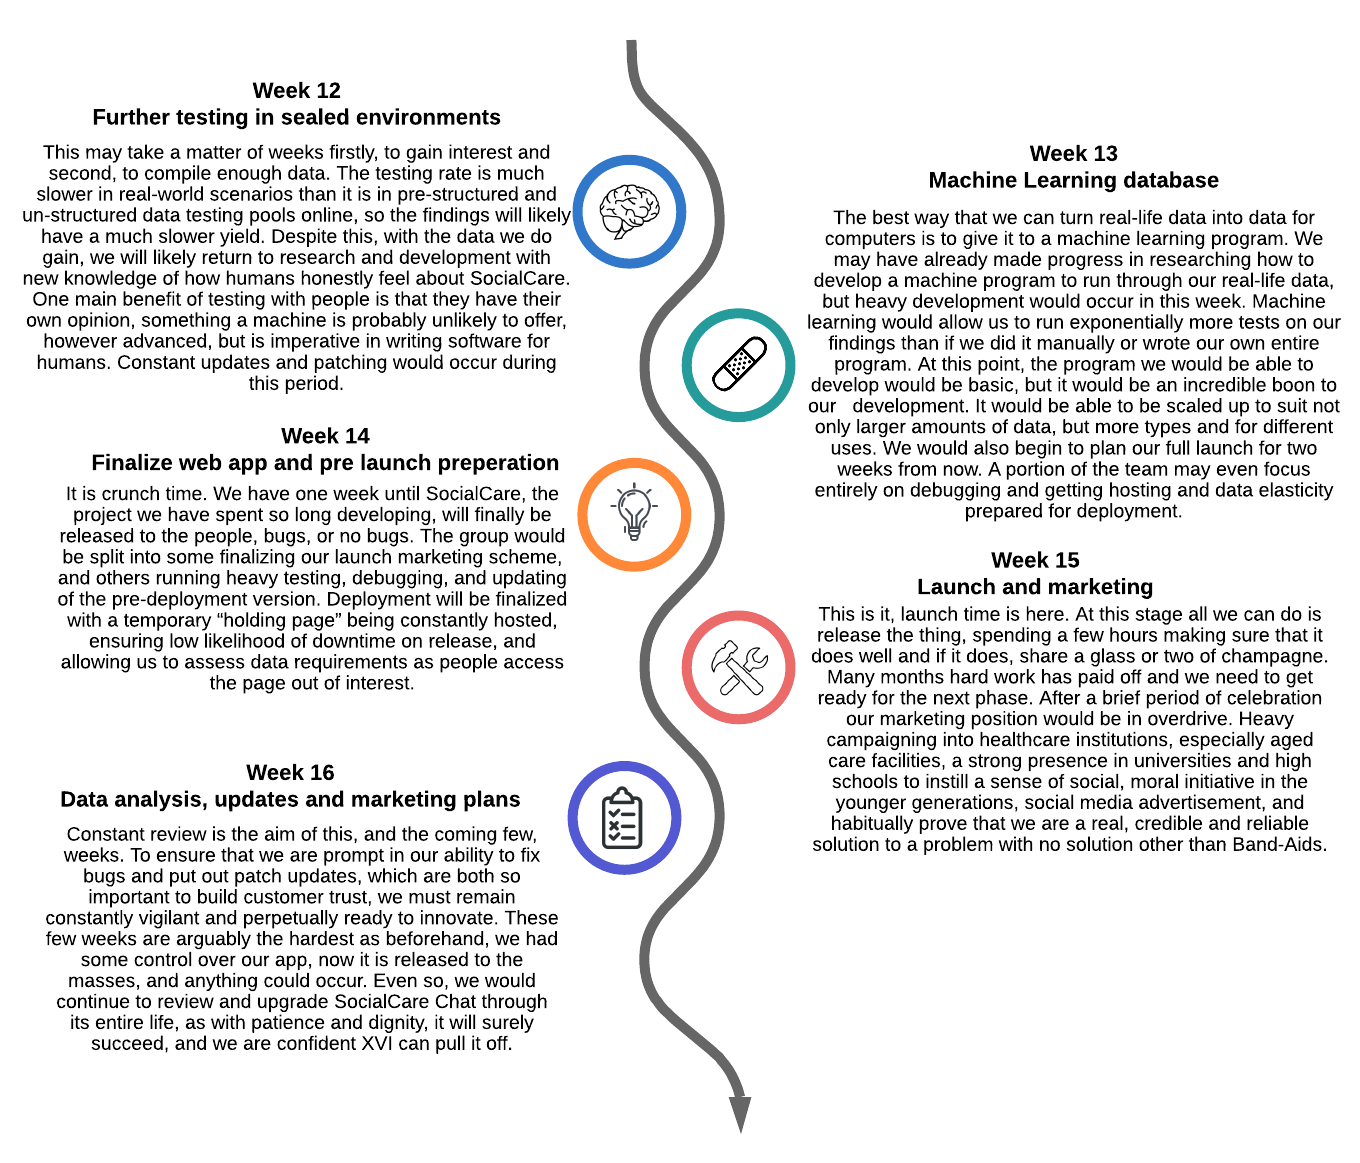 Week 12
Further testing in sealed environments
This may take a matter of weeks firstly, to gain interest and
second, to compile enough data. The testing rate is much
slower in real-world scenarios than it is in pre-structured and
un-structured data testing pools online, so the findings will likely
have a much slower yield. Despite this, with the data we do
gain, we will likely return to research and development with
new knowledge of how humans honestly feel about SocialCare.
One main benefit of testing with people is that they have their
own opinion, something a machine is probably unlikely to offer,
however advanced, but is imperative in writing software for
humans. Constant updates and patching would occur during
this period.
Week 13
Machine Learning database
The best way that we can turn real-life data into data for
computers is to give it to a machine learning program. We
may have already made progress in researching how to
develop a machine program to run through our real-life data,
but heavy development would occur in this week. Machine
learning would allow us to run exponentially more tests on our
findings than if we did it manually or wrote our own entire
program. At this point, the program we would be able to
develop would be basic, but it would be an incredible boon to
our development. It would be able to be scaled up to suit not
only larger amounts of data, but more types and for different
uses. We would also begin to plan our full launch for two
weeks from now. A portion of the team may even focus
entirely on debugging and getting hosting and data elasticity
prepared for deployment.
Week 14
Finalize web app and pre launch preperation
It is crunch time. We have one week until SocialCare, the
project we have spent so long developing, will finally be
released to the people, bugs, or no bugs. The group would
be split into some finalizing our launch marketing scheme,
and others running heavy testing, debugging, and updating
of the pre-deployment version. Deployment will be finalized
with a temporary “holding page” being constantly hosted,
ensuring low likelihood of downtime on release, and
allowing us to assess data requirements as people access
the page out of interest.
Week 15
Launch and marketing
This is it, launch time is here. At this stage all we can do is
release the thing, spending a few hours making sure that it
does well and if it does, share a glass or two of champagne.
Many months hard work has paid off and we need to get
ready for the next phase. After a brief period of celebration
our marketing position would be in overdrive. Heavy
campaigning into healthcare institutions, especially aged
care facilities, a strong presence in universities and high
schools to instill a sense of social, moral initiative in the
younger generations, social media advertisement, and
habitually prove that we are a real, credible and reliable
solution to a problem with no solution other than Band-Aids.
Week 16
Data analysis, updates and marketing plans
Constant review is the aim of this, and the coming few,
weeks. To ensure that we are prompt in our ability to fix
bugs and put out patch updates, which are both so
important to build customer trust, we must remain
constantly vigilant and perpetually ready to innovate. These
few weeks are arguably the hardest as beforehand, we had
some control over our app, now it is released to the
masses, and anything could occur. Even so, we would
continue to review and upgrade SocialCare Chat through
its entire life, as with patience and dignity, it will surely
succeed, and we are confident XVI can pull it off.